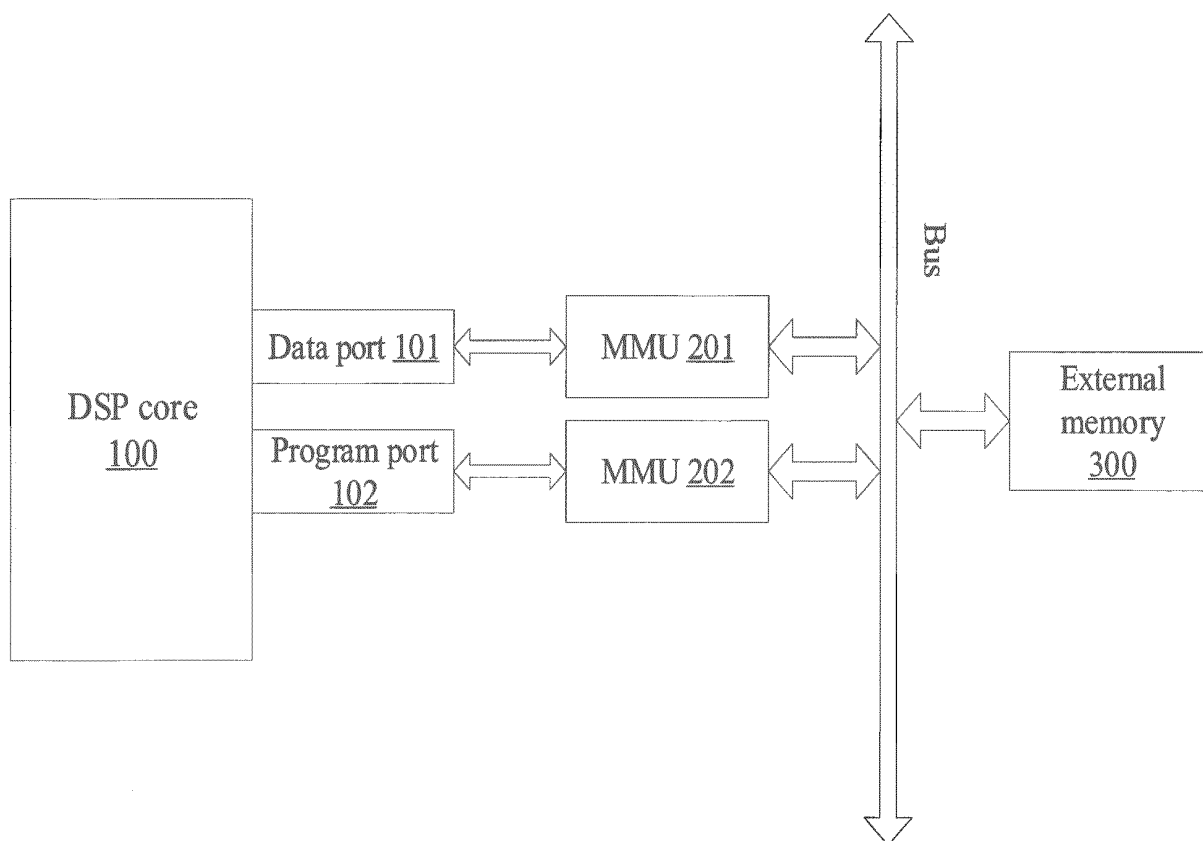 DSP core
100
Data port 101
Program port
102
MMU 201
MMU 202
Bus
External
memory
300